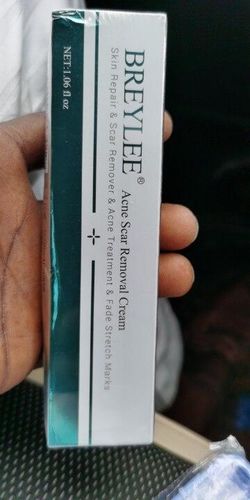 BREYLEE® Acne Scar Removal Cream
Skin Repair & Scar Remover & Acne Treatment & Fade Stretch Marks
NET:1.06 fl oz